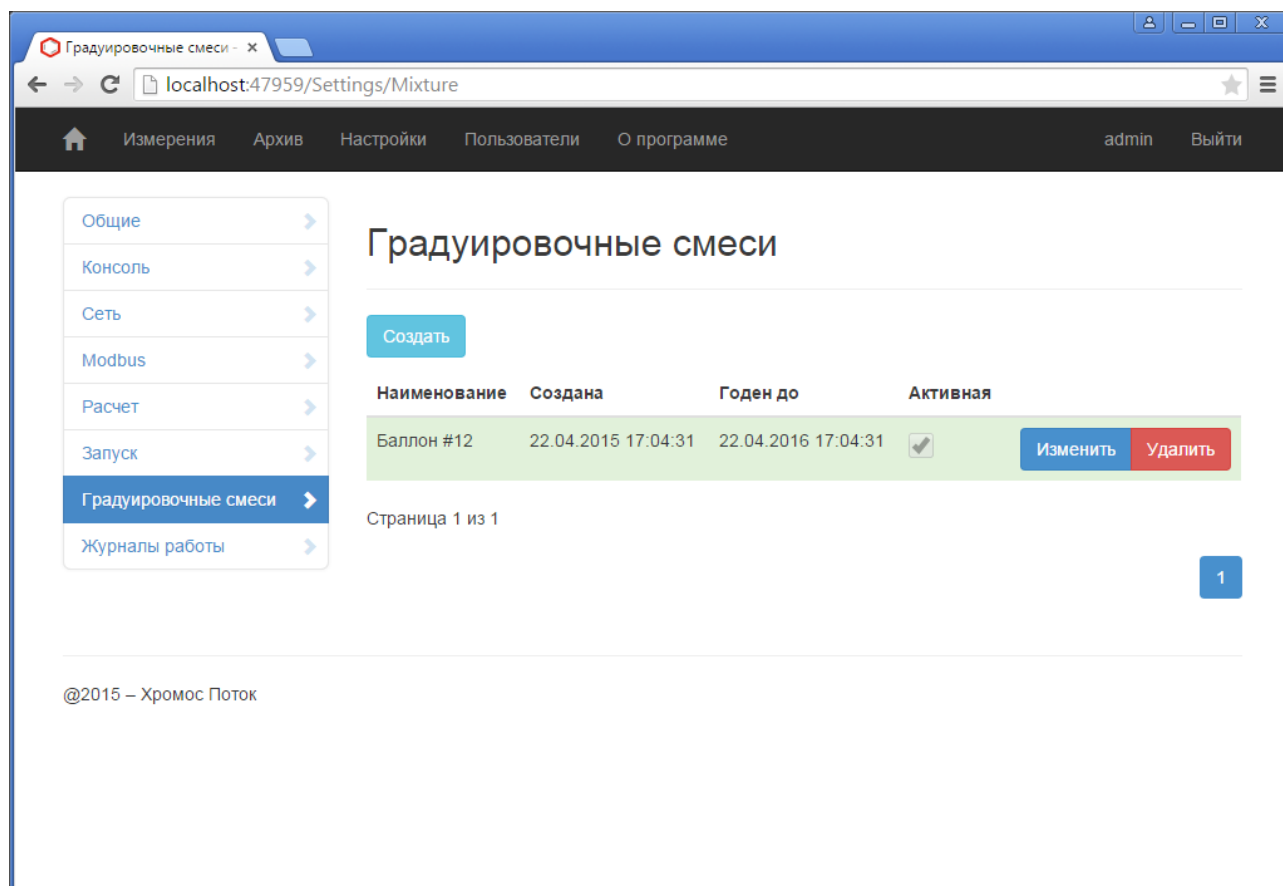 Градуировочные смеси -
localhost:47959/Settings/Mixture
Измерения Архив Настройки Пользователи О программе admin Выйти
Общие
Консоль
Сеть
Modbus
Расчет
Запуск
Градуировочные смеси
Журналы работы
Градуировочные смеси
Создать
Наименование Создана Годен до Активная
Баллон #12 22.04.2015 17:04:31 22.04.2016 17:04:31 Изменить Удалить
Страница 1 из 1
1
@2015 – Хромос Поток